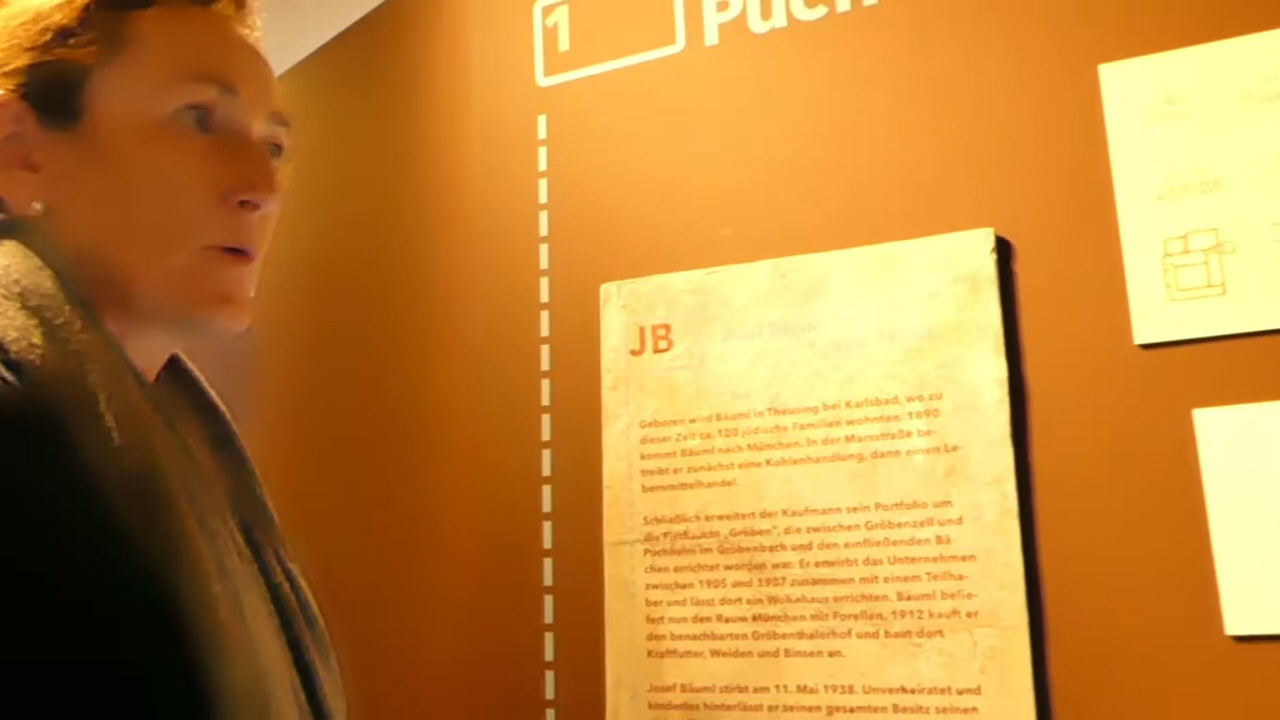 1
JB
Geboren wird Bäuml in Theusing bei Karlsbad, wo zu
dieser Zeit ca. 100 jüdische Familien wohnten. 1890
kommt Bäuml nach München. In der Marsstraße be-
treibt er zunächst eine Kohlenhandlung, dann einen Le-
bensmittelhandel.
Schließlich erweitert der Kaufmann sein Portfolio um
die Fischzucht „Gröben", die zwischen Gröbenzell und
Puchheim im Gröbenbach und den einfließenden Bä-
chen errichtet worden war. Er erwirbt das Unternehmen
zwischen 1905 und 1907 zusammen mit einem Teilha-
ber und lässt dort ein Wohnhaus errichten. Bäuml belie-
fert nun den Raum München mit Forellen, 1912 kauft er
den benachbarten Gröbenthalerhof und baut dort
Kraftfutter, Weiden und Binsen an.
Josef Bäuml stirbt am 11. Mai 1938. Unverheiratet und
kinderlos hinterlässt er seinen gesamten Besitz seinen